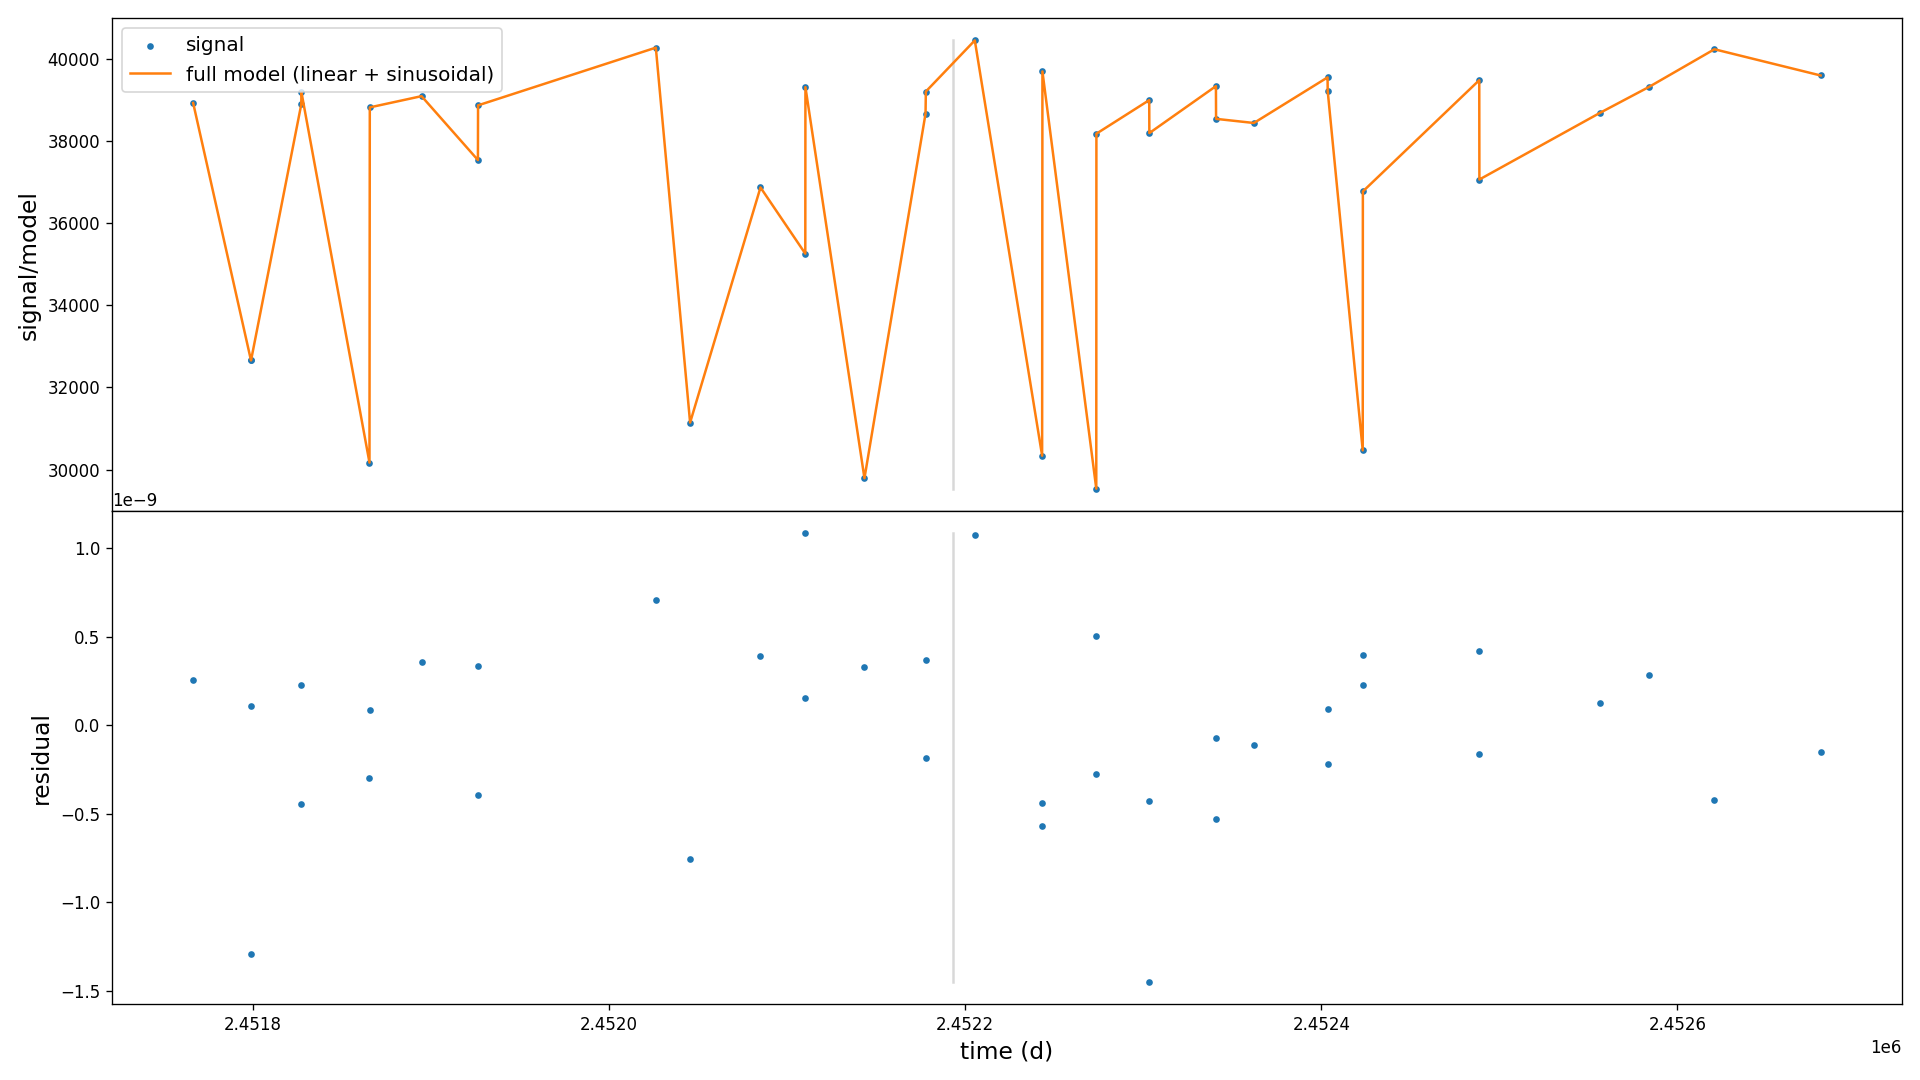 signal
full model (linear + sinusoidal)
40000
38000
36000
34000
32000
30000
signal/model
1e−9
1.0
0.5
0.0
−0.5
−1.0
−1.5
residual
2.4518
2.4520
2.4522
2.4524
2.4526
time (d)
1e6